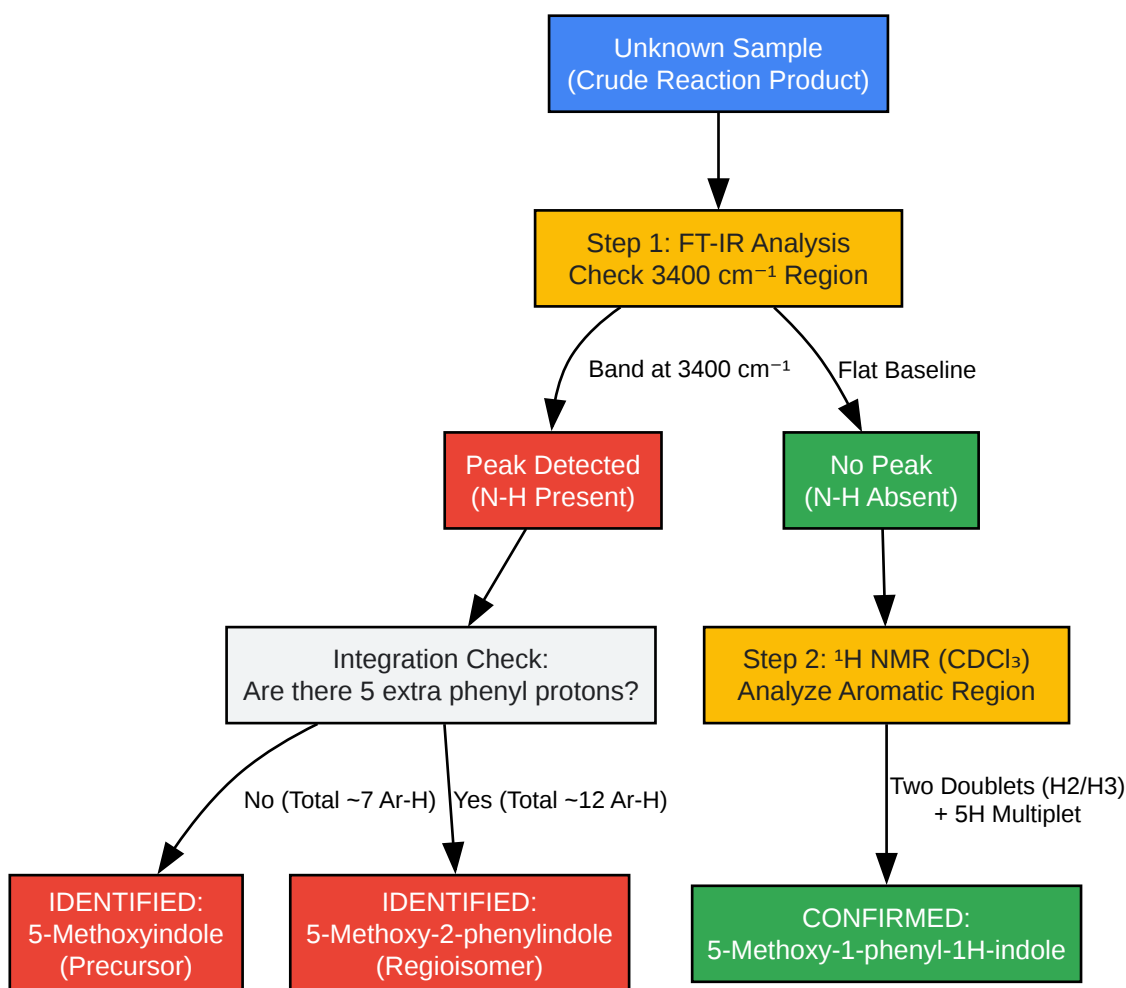 Unknown Sample
(Crude Reaction Product)
Step 1: FT-IR Analysis
Check 3400 cm⁻¹ Region
Band at 3400 cm⁻¹
Flat Baseline
Peak Detected
(N-H Present)
No Peak
(N-H Absent)
Integration Check:
Are there 5 extra phenyl protons?
Step 2: ¹H NMR (CDCl₃)
Analyze Aromatic Region
No (Total ~7 Ar-H)
Yes (Total ~12 Ar-H)
Two Doublets (H2/H3)
+ 5H Multiplet
IDENTIFIED:
5-Methoxyindole
(Precursor)
IDENTIFIED:
5-Methoxy-2-phenylindole
(Regioisomer)
CONFIRMED:
5-Methoxy-1-phenyl-1H-indole